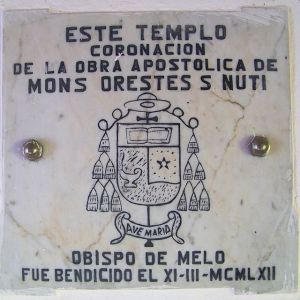 ESTE TEMPLO
CORONACION
DE LA OBRA APOSTOLICA DE
MONS ORESTES S NUTI
AVE MARIA
OBISPO DE MELO
FUE BENDICIDO EL XI-III-MCMLXII